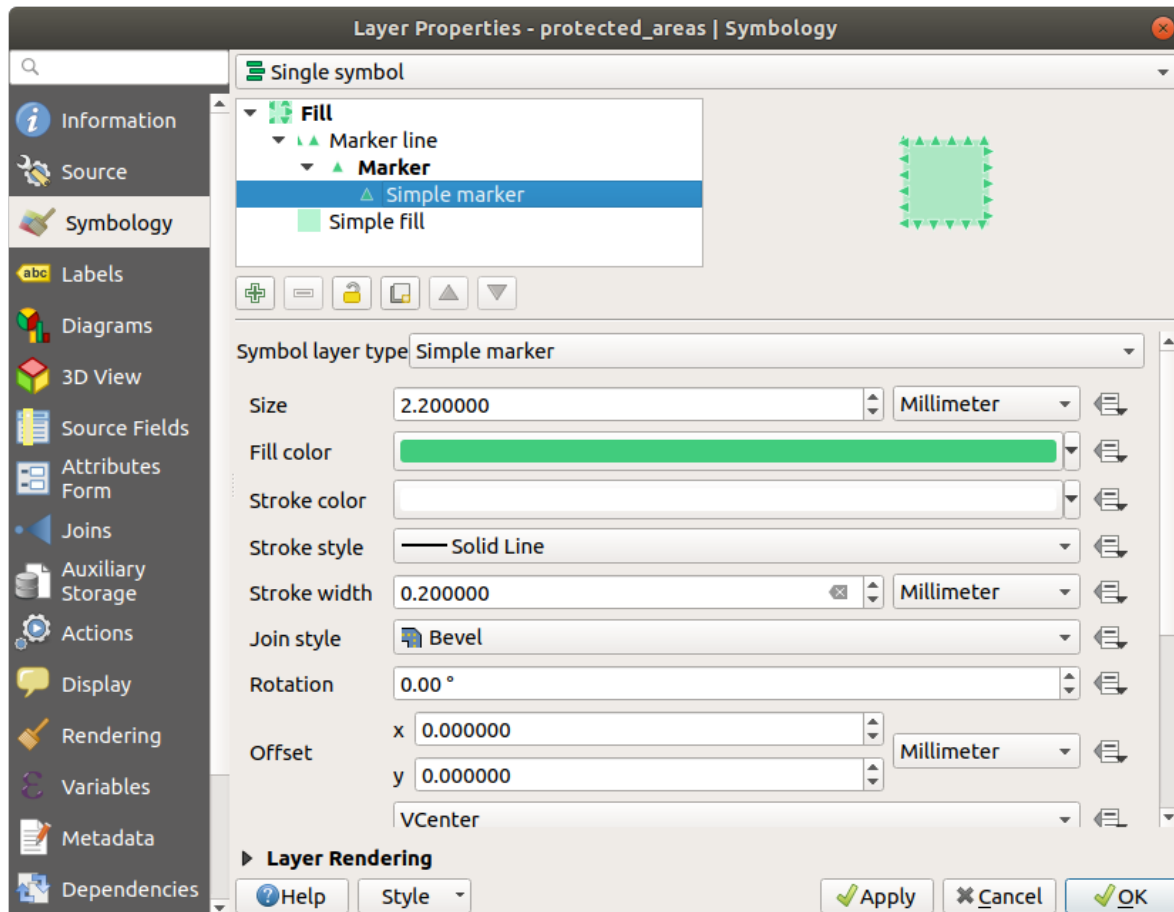 Layer Properties - protected_areas | Symbology
Single symbol
Information
Source
Symbology
Labels
Diagrams
3D View
Source Fields
Attributes
Form
Joins
Auxiliary
Storage
Actions
Display
Rendering
Variables
Metadata
Dependencies
Fill
Marker line
Marker
Simple marker
Simple fill
Symbol layer type Simple marker
Size 2.200000 Millimeter
Fill color
Stroke color
Stroke style Solid Line
Stroke width 0.200000 Millimeter
Join style Bevel
Rotation 0.00 °
Offset x 0.000000 Millimeter
y 0.000000
VCenter
Layer Rendering
Help Style Apply Cancel OK
abc